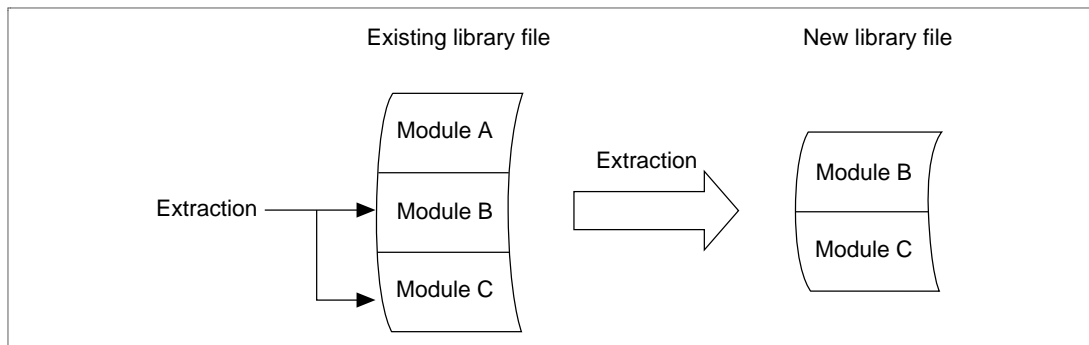 Existing library file
New library file
Module A
Extraction
Module B
Extraction
Module B
Module C
Module C